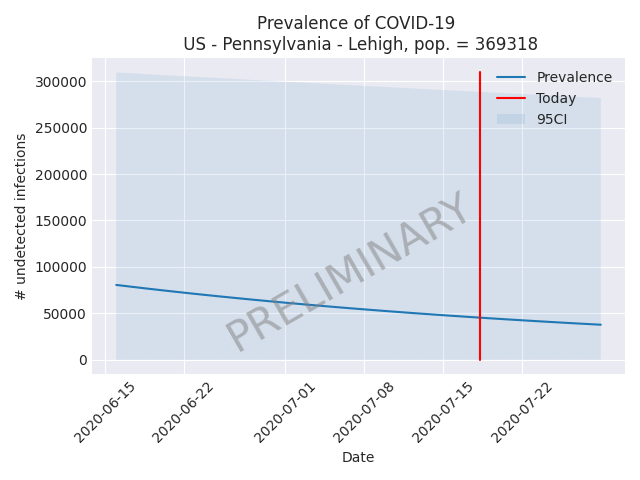 Prevalence of COVID-19
US - Pennsylvania - Lehigh, pop. = 369318
Prevalence
Today
95CI
# undetected infections
300000
250000
200000
150000
100000
50000
0
PRELIMINARY
2020-06-15
2020-06-22
2020-07-01
2020-07-08
2020-07-15
2020-07-22
Date